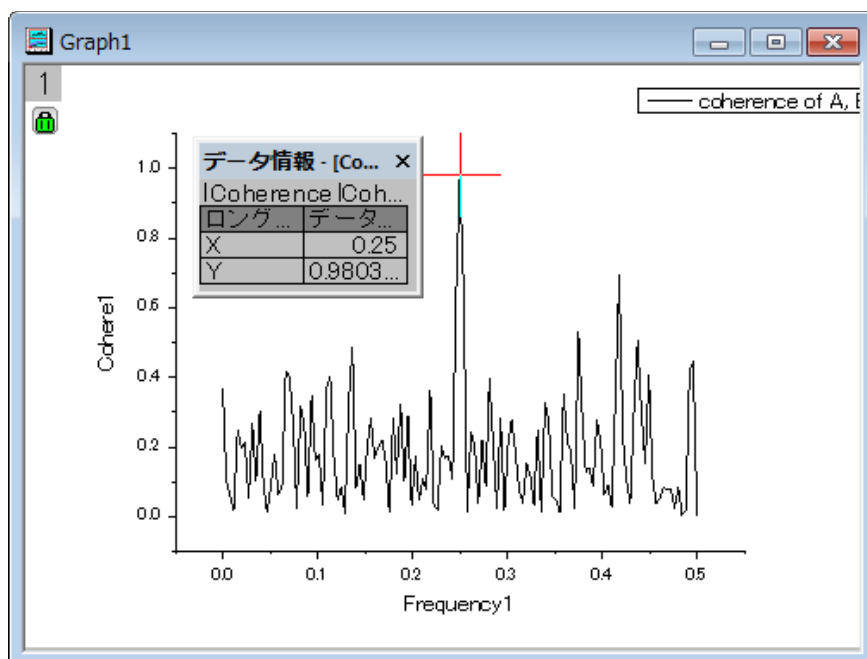 Graph1
1
coherence of A,
データ情報 - [Co...
|Coherence|Coh...
ロング... データ...
X 0.25
Y 0.9803...
Cohere1
1.0
0.8
0.6
0.4
0.2
0.0
0.0 0.1 0.2 0.3 0.4 0.5
Frequency1